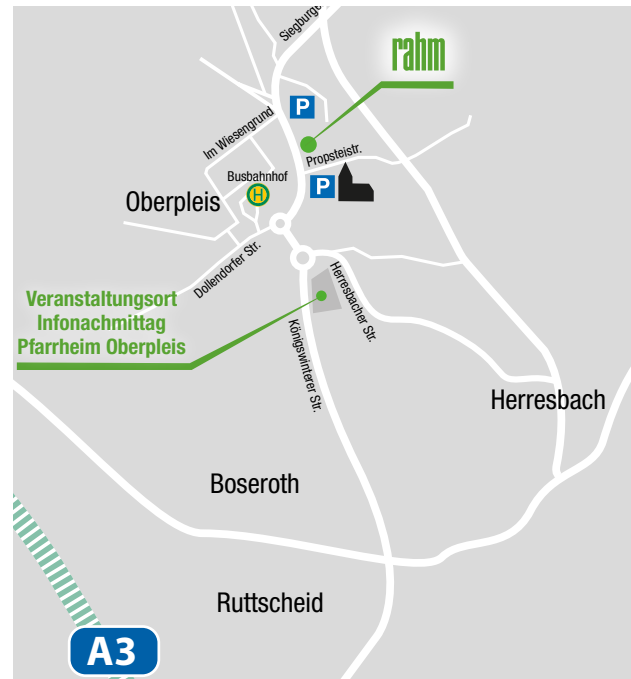 Siegburge
rahm
P
Im Wiesengrund
Propsteistr.
Busbahnhof
P
H
Oberpleis
Dollendorfer Str.
Herresbacher Str.
Veranstaltungsort
Infonachmittag
Pfarrheim Oberpleis
Königswinterer Str.
Herresbach
Boseroth
Ruttscheid
A3